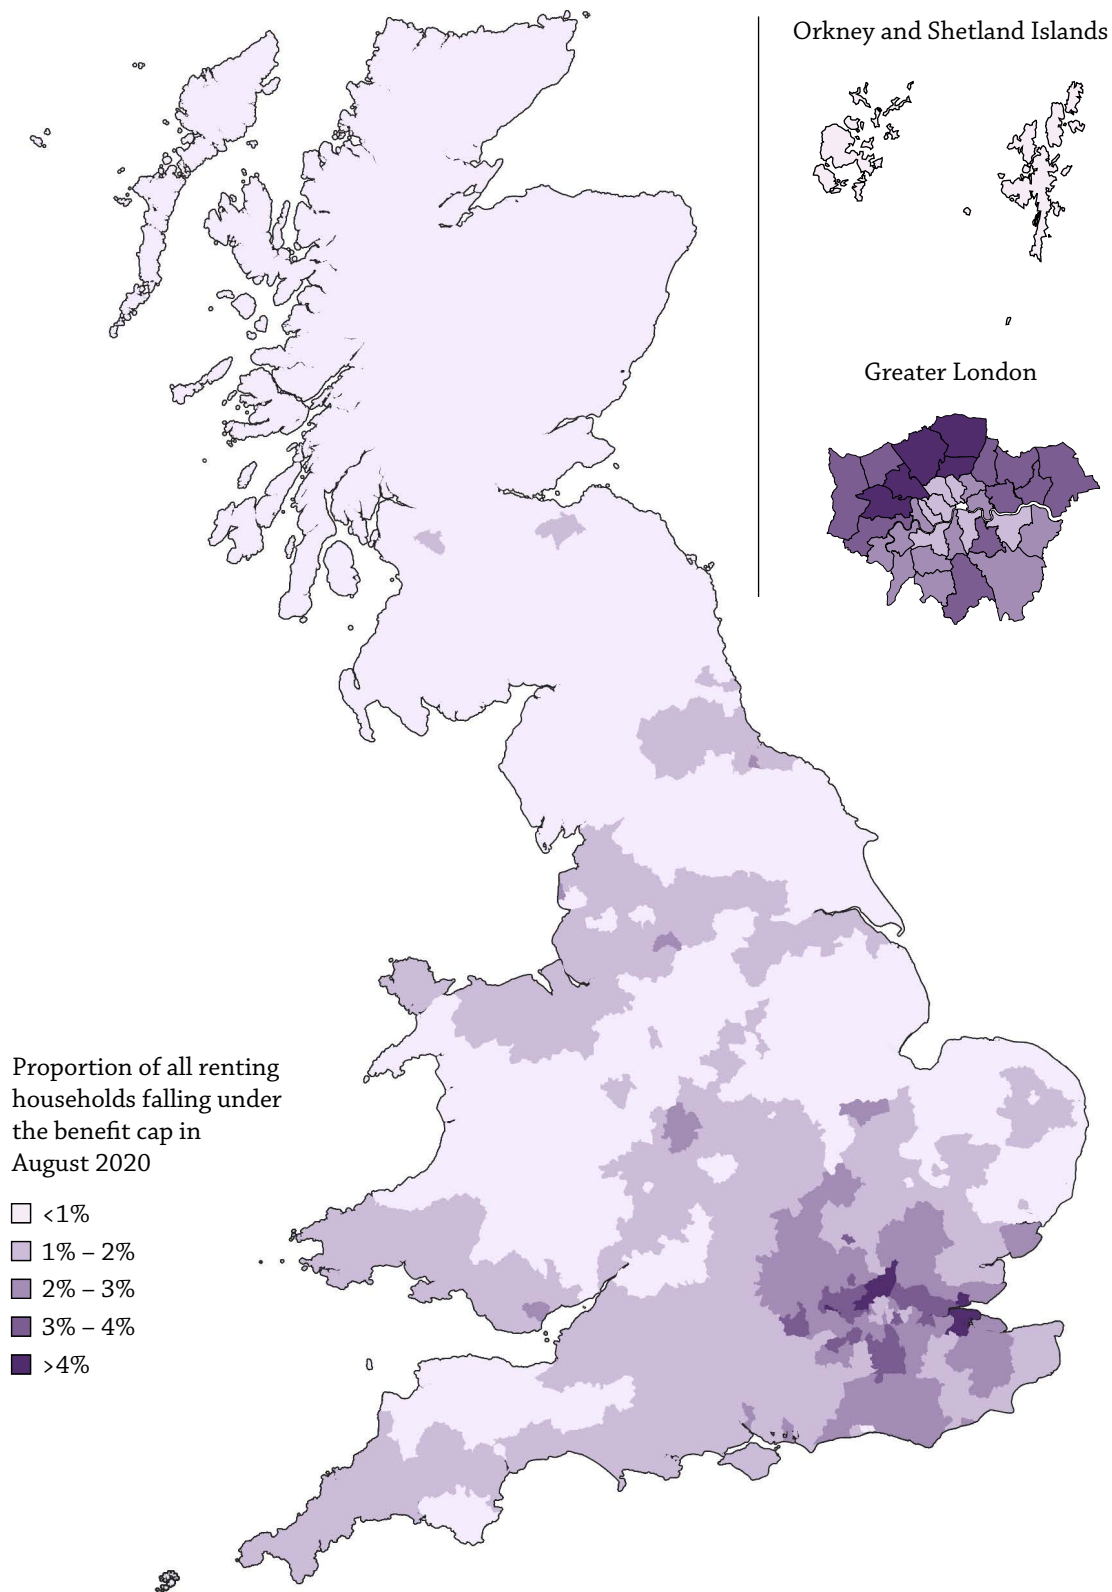 Orkney and Shetland Islands
Greater London
Proportion of all renting
households falling under
the benefit cap in
August 2020
<1%
1% – 2%
2% – 3%
3% – 4%
>4%